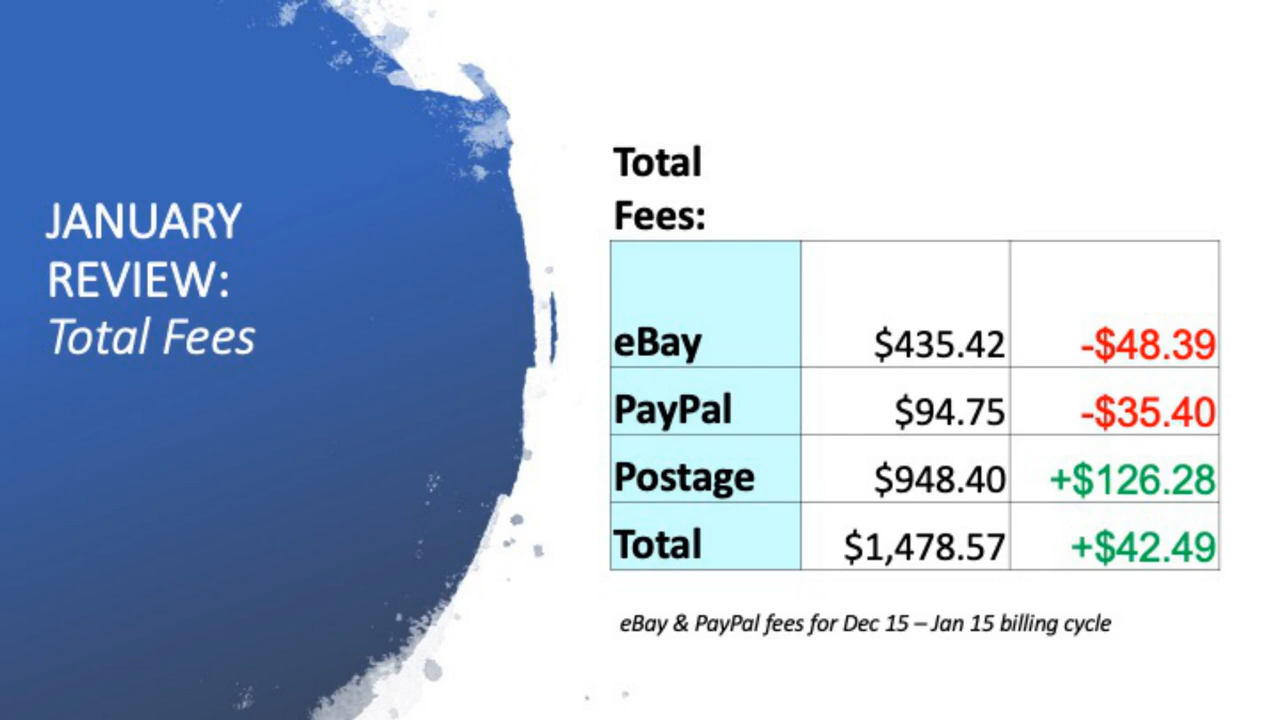 JANUARY
REVIEW:
Total Fees
Total
Fees:
eBay $435.42 -$48.39
PayPal $94.75 -$35.40
Postage $948.40 +$126.28
Total $1,478.57 +$42.49
eBay & PayPal fees for Dec 15 – Jan 15 billing cycle